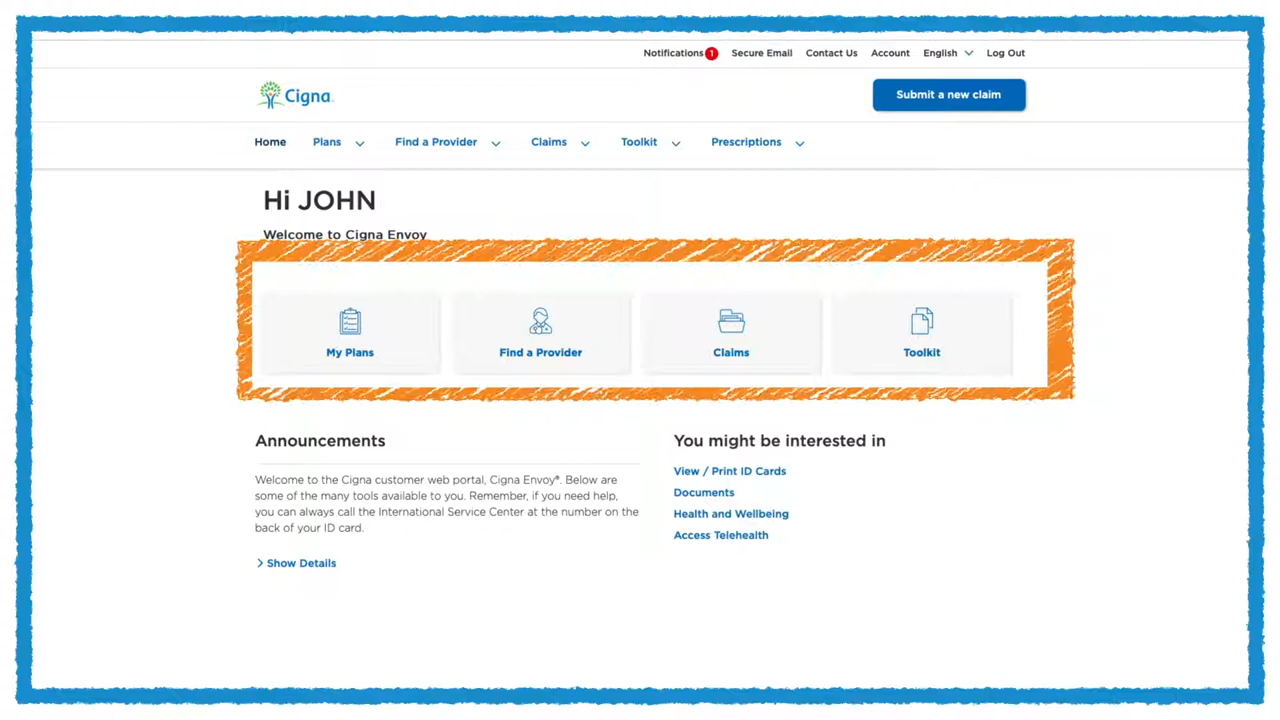 Notifications 1 Secure Email Contact Us Account English Log Out
Cigna.
Submit a new claim
Home Plans Find a Provider Claims Toolkit Prescriptions
Hi JOHN
Welcome to Cigna Envoy
My Plans Find a Provider Claims Toolkit
Announcements
Welcome to the Cigna customer web portal, Cigna Envoy®. Below are
some of the many tools available to you. Remember, if you need help,
you can always call the International Service Center at the number on the
back of your ID card.
Show Details
You might be interested in
View / Print ID Cards
Documents
Health and Wellbeing
Access Telehealth